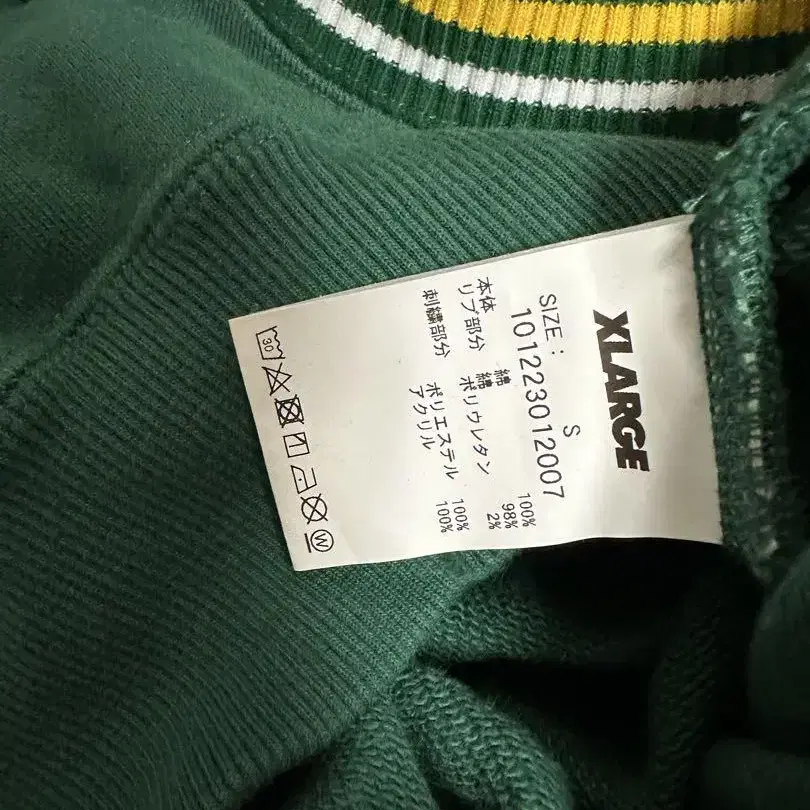 XLARGE
SIZE: S
101223012007
本体 綿 100%
リブ部分 綿 98%
ポリウレタン 2%
刺繍部分 ポリエステル 100%
アクリル 100%
30
W